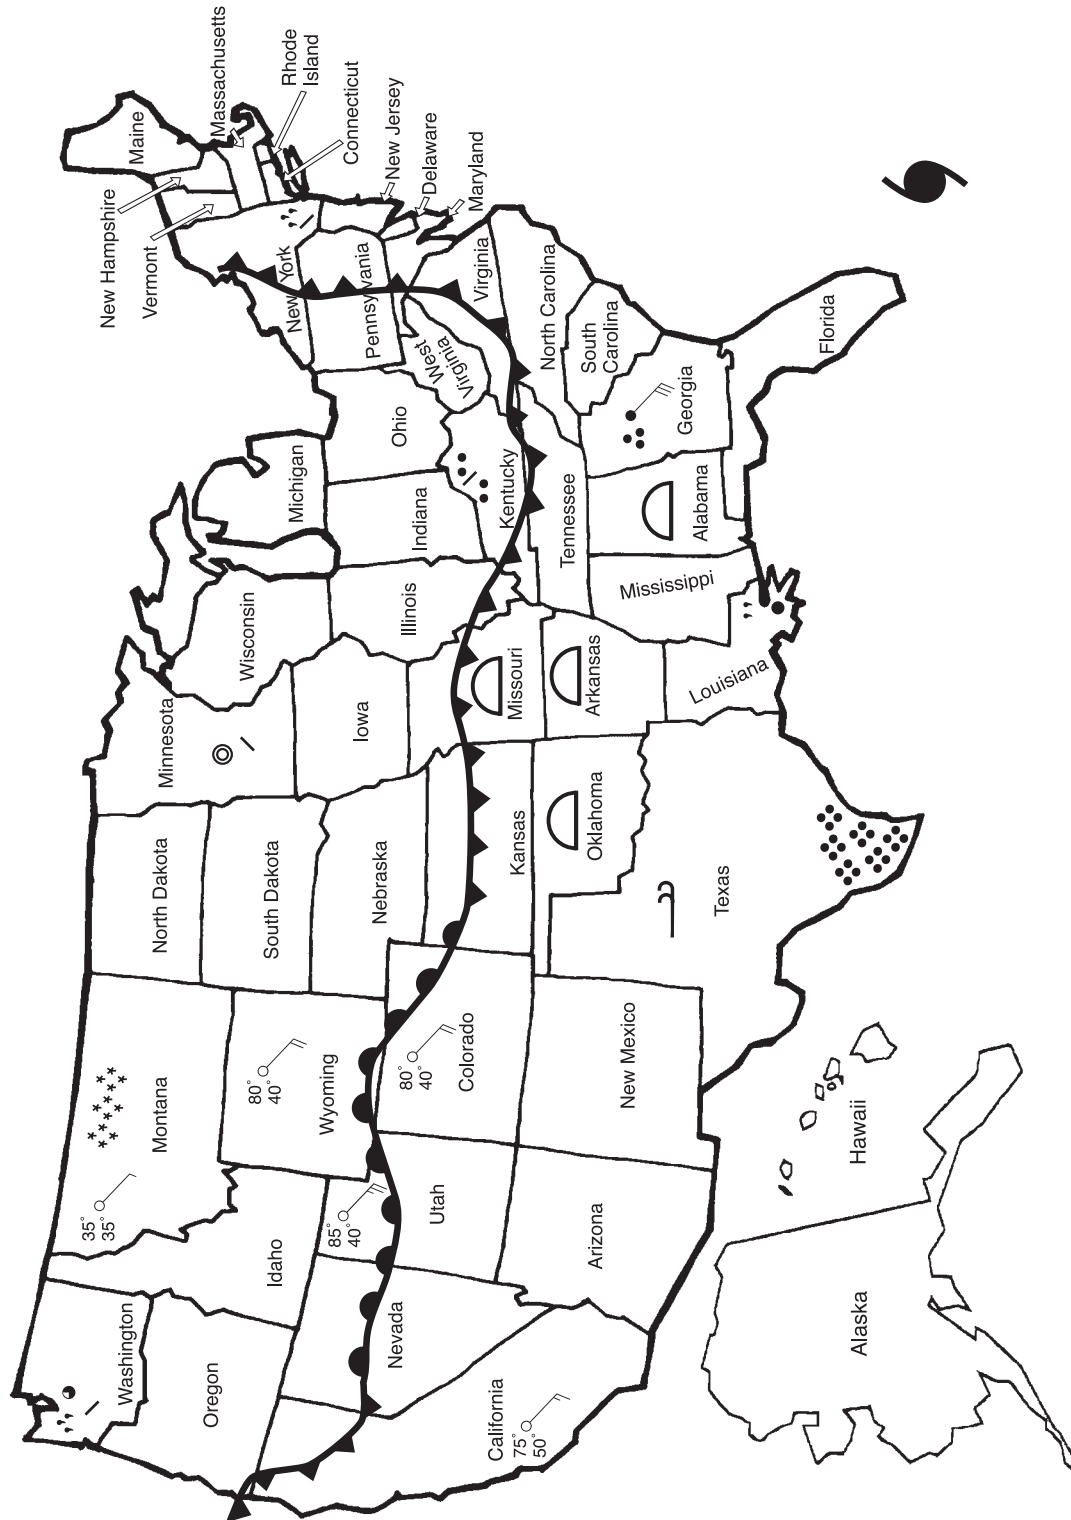 Washington
Oregon
Idaho
Montana
35°
35°
North Dakota
South Dakota
Minnesota
Wisconsin
Michigan
Wyoming
80°
40°
Nebraska
Iowa
Illinois
Indiana
Ohio
Nevada
85°
40°
Utah
Colorado
80°
40°
Kansas
Missouri
Kentucky
West
Virginia
Virginia
Pennsylvania
New York
Vermont
New Hampshire
Maine
Massachusetts
Rhode
Island
Connecticut
New Jersey
Delaware
Maryland
California
75°
50°
Arizona
New Mexico
Oklahoma
Arkansas
Tennessee
North Carolina
South
Carolina
Texas
Louisiana
Mississippi
Alabama
Georgia
Florida
Alaska
Hawaii